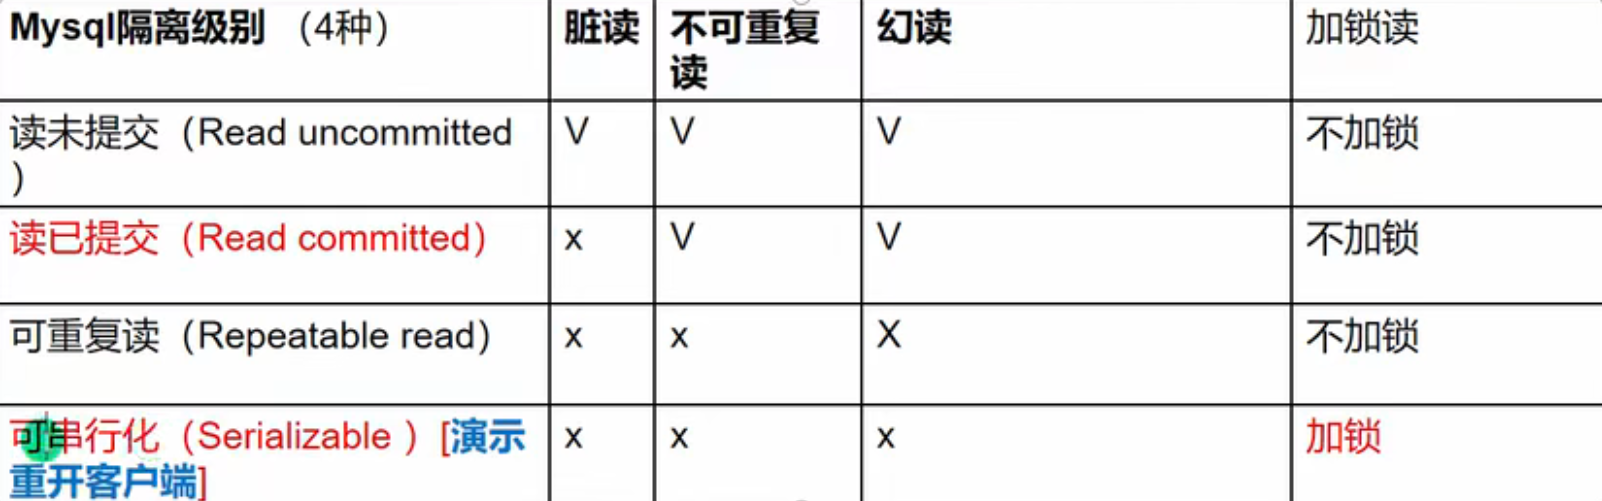 Mysql隔离级别 （4种） 脏读 不可重复 幻读 加锁读
读
读未提交（Read uncommitted V V V 不加锁
）
读已提交（Read committed） x V V 不加锁
可重复读（Repeatable read） x x X 不加锁
可串行化（Serializable ）[演示 x x x 加锁
重开客户端]